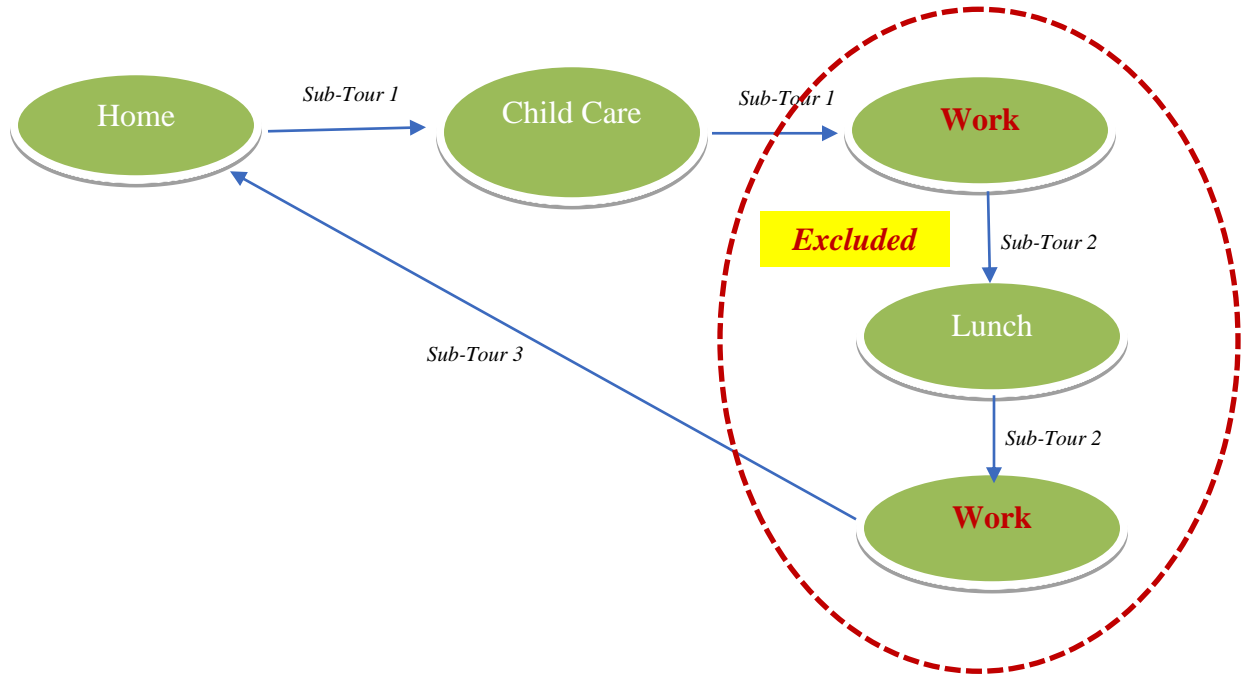 Home
Sub-Tour 1
Child Care
Sub-Tour 1
Work
Excluded
Sub-Tour 2
Lunch
Sub-Tour 3
Sub-Tour 2
Work